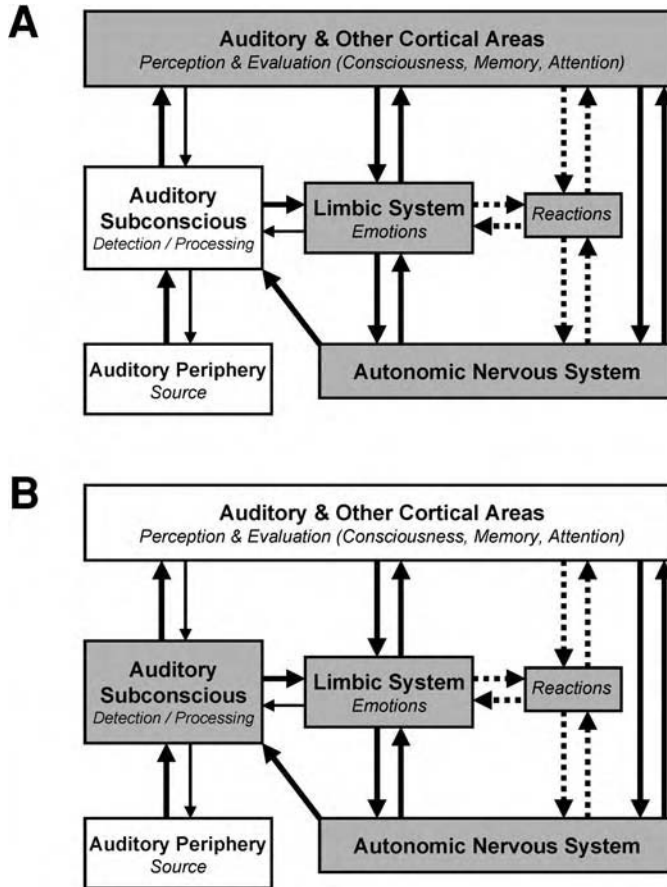 A
Auditory & Other Cortical Areas
Perception & Evaluation (Consciousness, Memory, Attention)
Auditory
Subconscious
Detection / Processing
Limbic System
Emotions
Reactions
Auditory Periphery
Source
Autonomic Nervous System
B
Auditory & Other Cortical Areas
Perception & Evaluation (Consciousness, Memory, Attention)
Auditory
Subconscious
Detection / Processing
Limbic System
Emotions
Reactions
Auditory Periphery
Source
Autonomic Nervous System